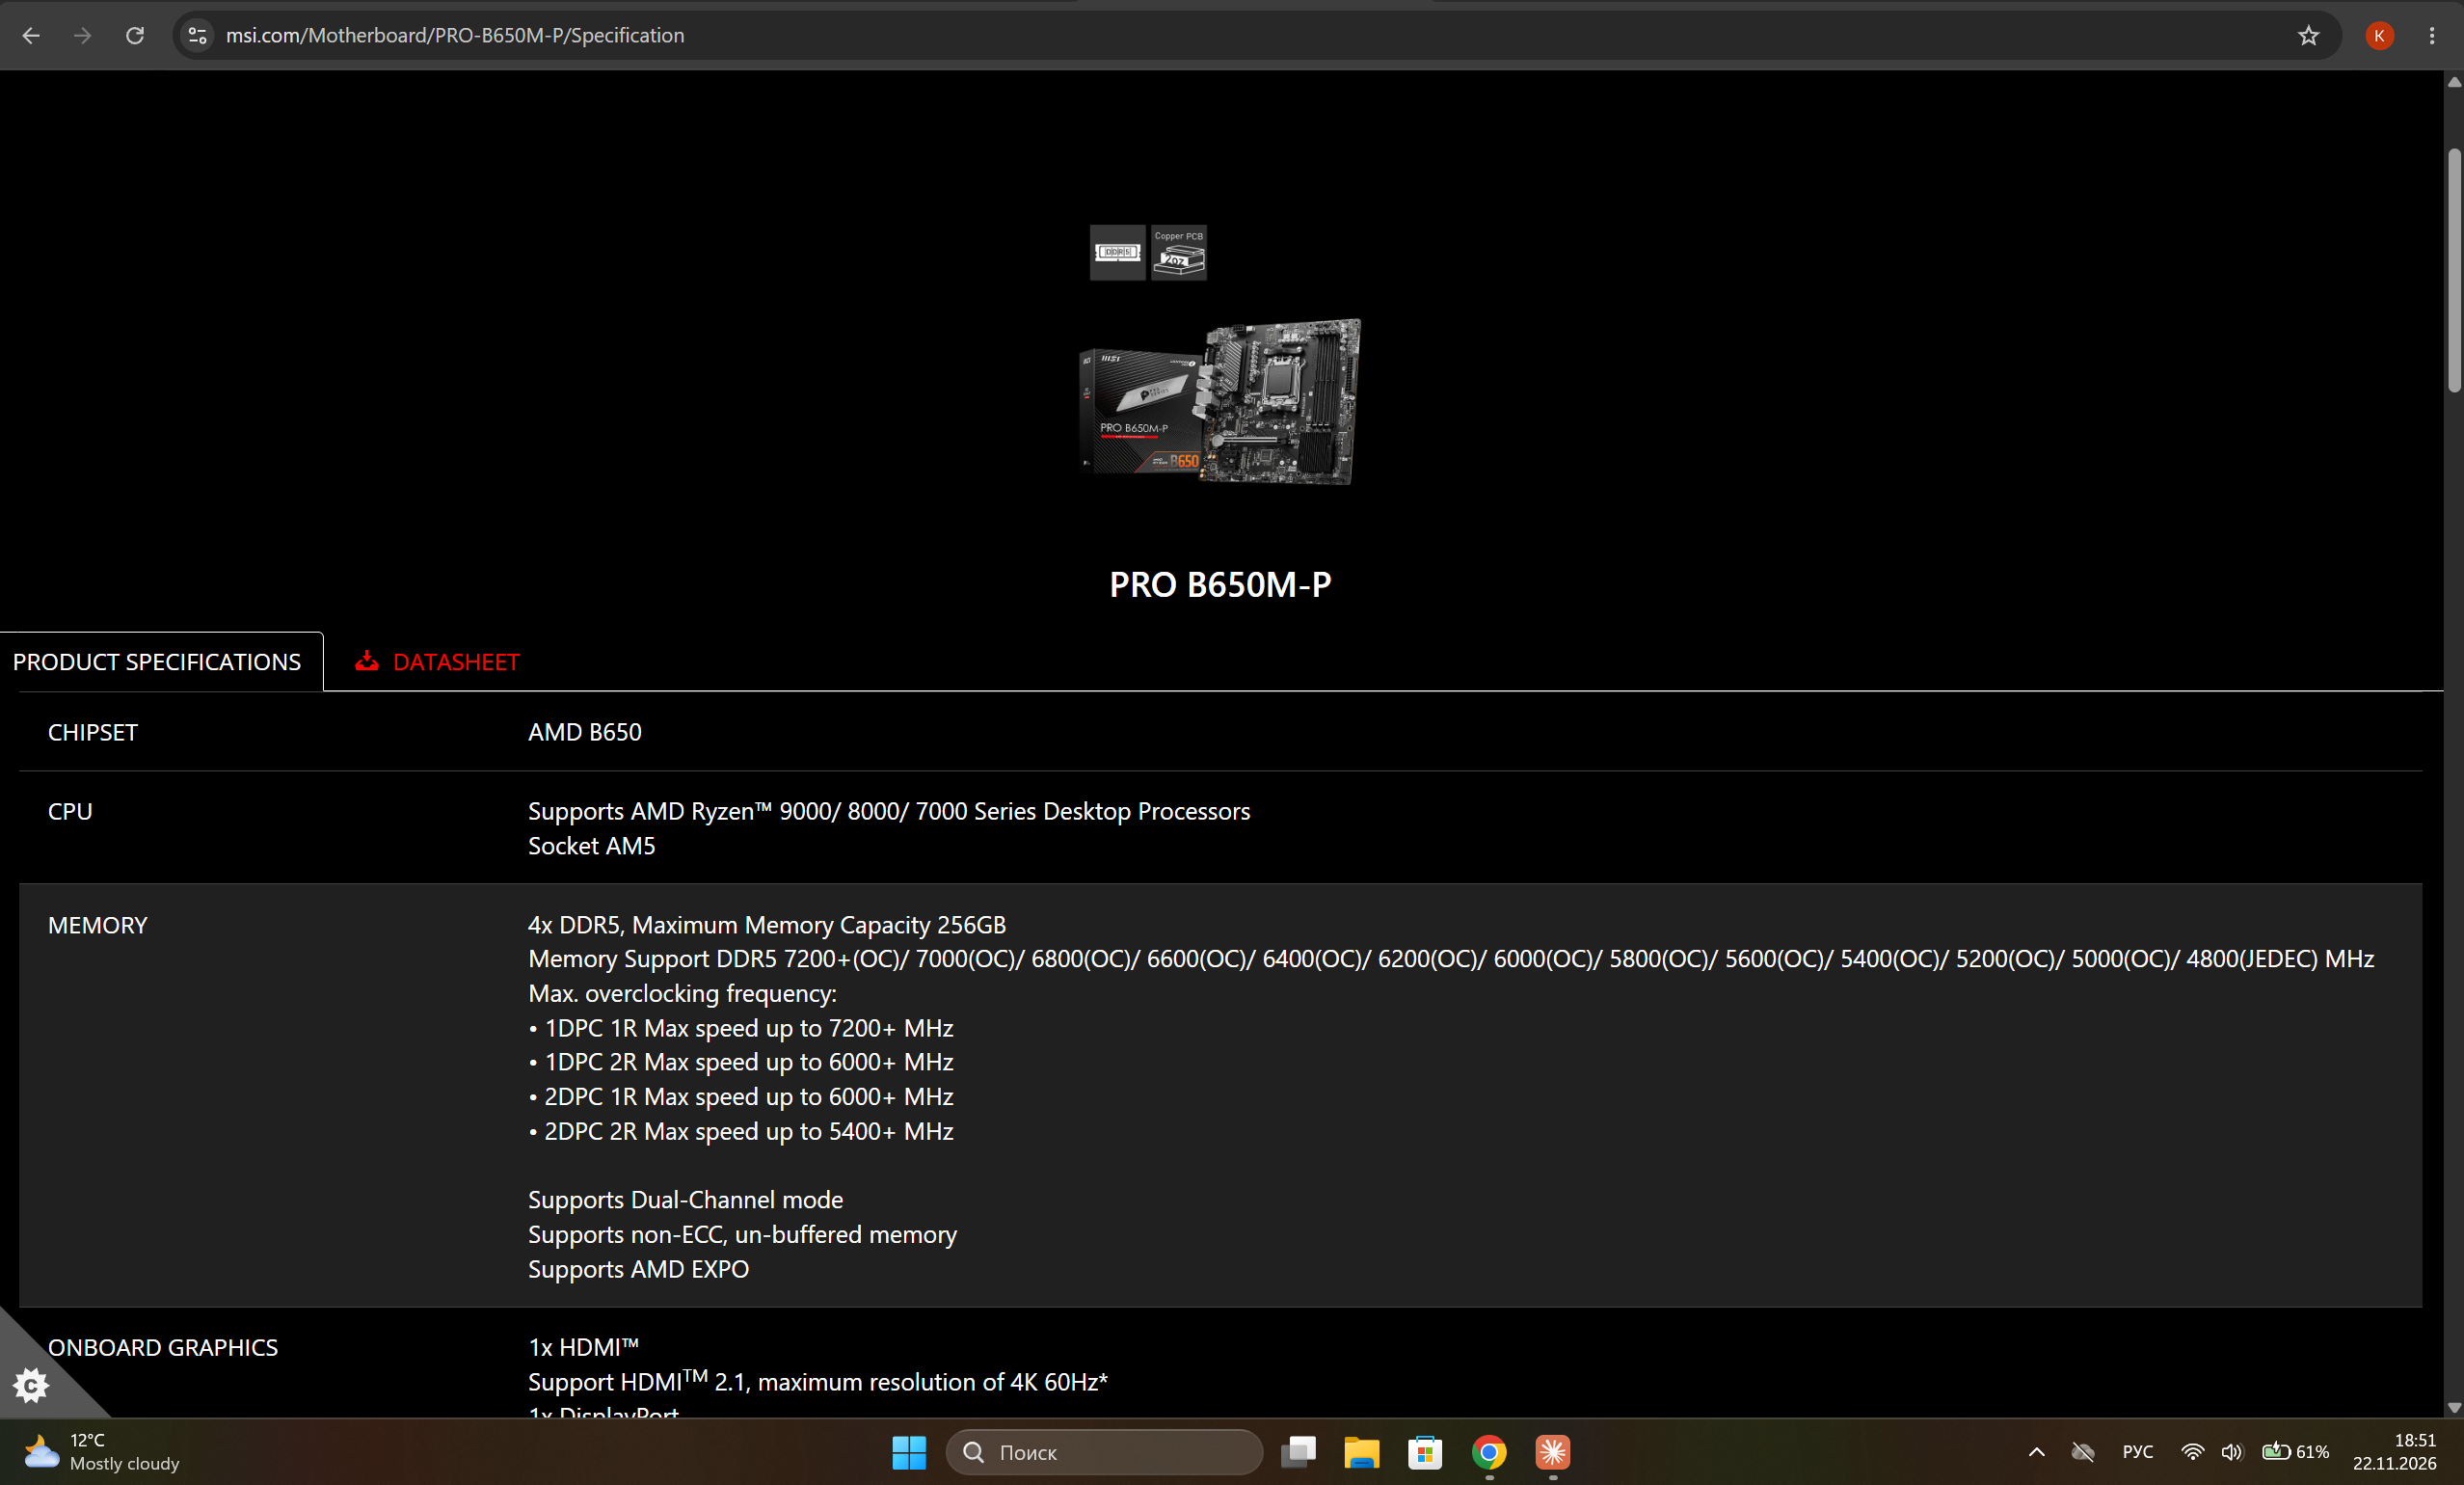 msi.com/Motherboard/PRO-B650M-P/Specification
K
DDR5
Copper PCB
2oz
msi
PRO B650M-P
B650
PRO B650M-P
PRODUCT SPECIFICATIONS
DATASHEET
CHIPSET
AMD B650
CPU
Supports AMD Ryzen™ 9000/ 8000/ 7000 Series Desktop Processors
Socket AM5
MEMORY
4x DDR5, Maximum Memory Capacity 256GB
Memory Support DDR5 7200+(OC)/ 7000(OC)/ 6800(OC)/ 6600(OC)/ 6400(OC)/ 6200(OC)/ 6000(OC)/ 5800(OC)/ 5600(OC)/ 5400(OC)/ 5200(OC)/ 5000(OC)/ 4800(JEDEC) MHz
Max. overclocking frequency:
• 1DPC 1R Max speed up to 7200+ MHz
• 1DPC 2R Max speed up to 6000+ MHz
• 2DPC 1R Max speed up to 6000+ MHz
• 2DPC 2R Max speed up to 5400+ MHz
Supports Dual-Channel mode
Supports non-ECC, un-buffered memory
Supports AMD EXPO
ONBOARD GRAPHICS
1x HDMI™
Support HDMI™ 2.1, maximum resolution of 4K 60Hz*
1x DisplayPort
C
12°C
Mostly cloudy
Поиск
РУС
61%
18:51
22.11.2026